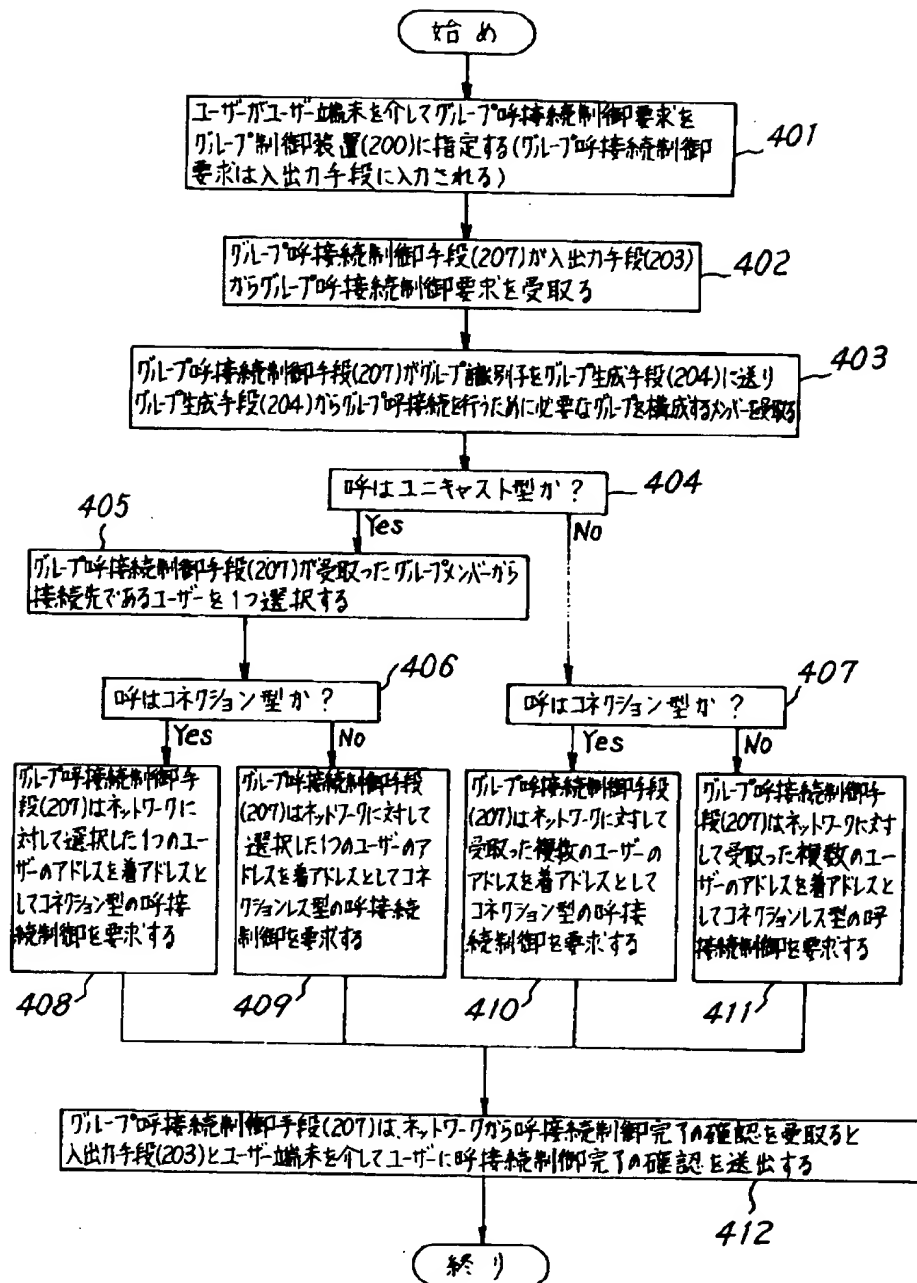 始め
ユーザーがユーザー端末を介してグループ呼接続制御要求を
グループ制御装置(200)に指定する(グループ呼接続制御
要求は入出力手段に入力される)
401
グループ呼接続制御手段(207)が入出力手段(203)
からグループ呼接続制御要求を受取る
402
グループ呼接続制御手段(207)がグループ識別子をグループ生成手段(204)に送り
グループ生成手段(204)からグループ呼接続を行うために必要なグループを構成するメンバーを受取る
403
呼はユニキャスト型か?
404
Yes
No
405
グループ呼接続制御手段(207)が受取ったグループメンバーから
接続先であるユーザーを1つ選択する
呼はコネクション型か?
406
Yes
No
呼はコネクション型か?
407
Yes
No
グループ呼接続制御手
段(207)はネットワークに
対して選択した1つのユー
ザーのアドレスを着アドレスと
してコネクション型の呼接
続制御を要求する
408
グループ呼接続制御手段
(207)はネットワークに対して
選択した1つのユーザーのア
ドレスを着アドレスとしてコネク
ションレス型の呼接続
制御を要求する
409
グループ呼接続制御手段
(207)はネットワークに対して
受取った複数のユーザーの
アドレスを着アドレスとして
コネクション型の呼接
続制御を要求する
410
グループ呼接続制御手
段(207)はネットワークに対
して受取った複数のユー
ザーのアドレスを着アドレスと
してコネクションレス型の呼
接続制御を要求する
411
グループ呼接続制御手段(207)は、ネットワークから呼接続制御完了の確認を受取ると
入出力手段(203)とユーザー端末を介してユーザーに呼接続制御完了の確認を送出する
412
終り